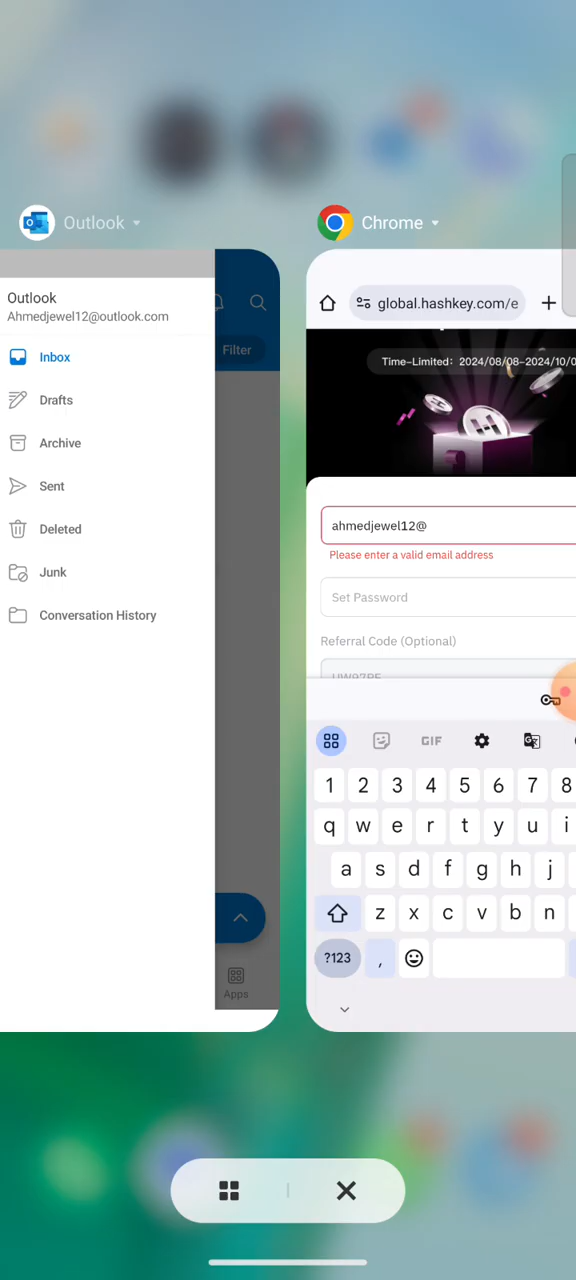 Outlook
Chrome
Outlook
Ahmedjewel12@outlook.com
Inbox
Drafts
Archive
Sent
Deleted
Junk
Conversation History
Filter
Apps
global.hashkey.com/e
Time-Limited: 2024/08/08-2024/10/0
ahmedjewel12@
Please enter a valid email address
Set Password
Referral Code (Optional)
GIF
1 2 3 4 5 6 7 8
q w e r t y u i
a s d f g h j
z x c v b n
?123 ,